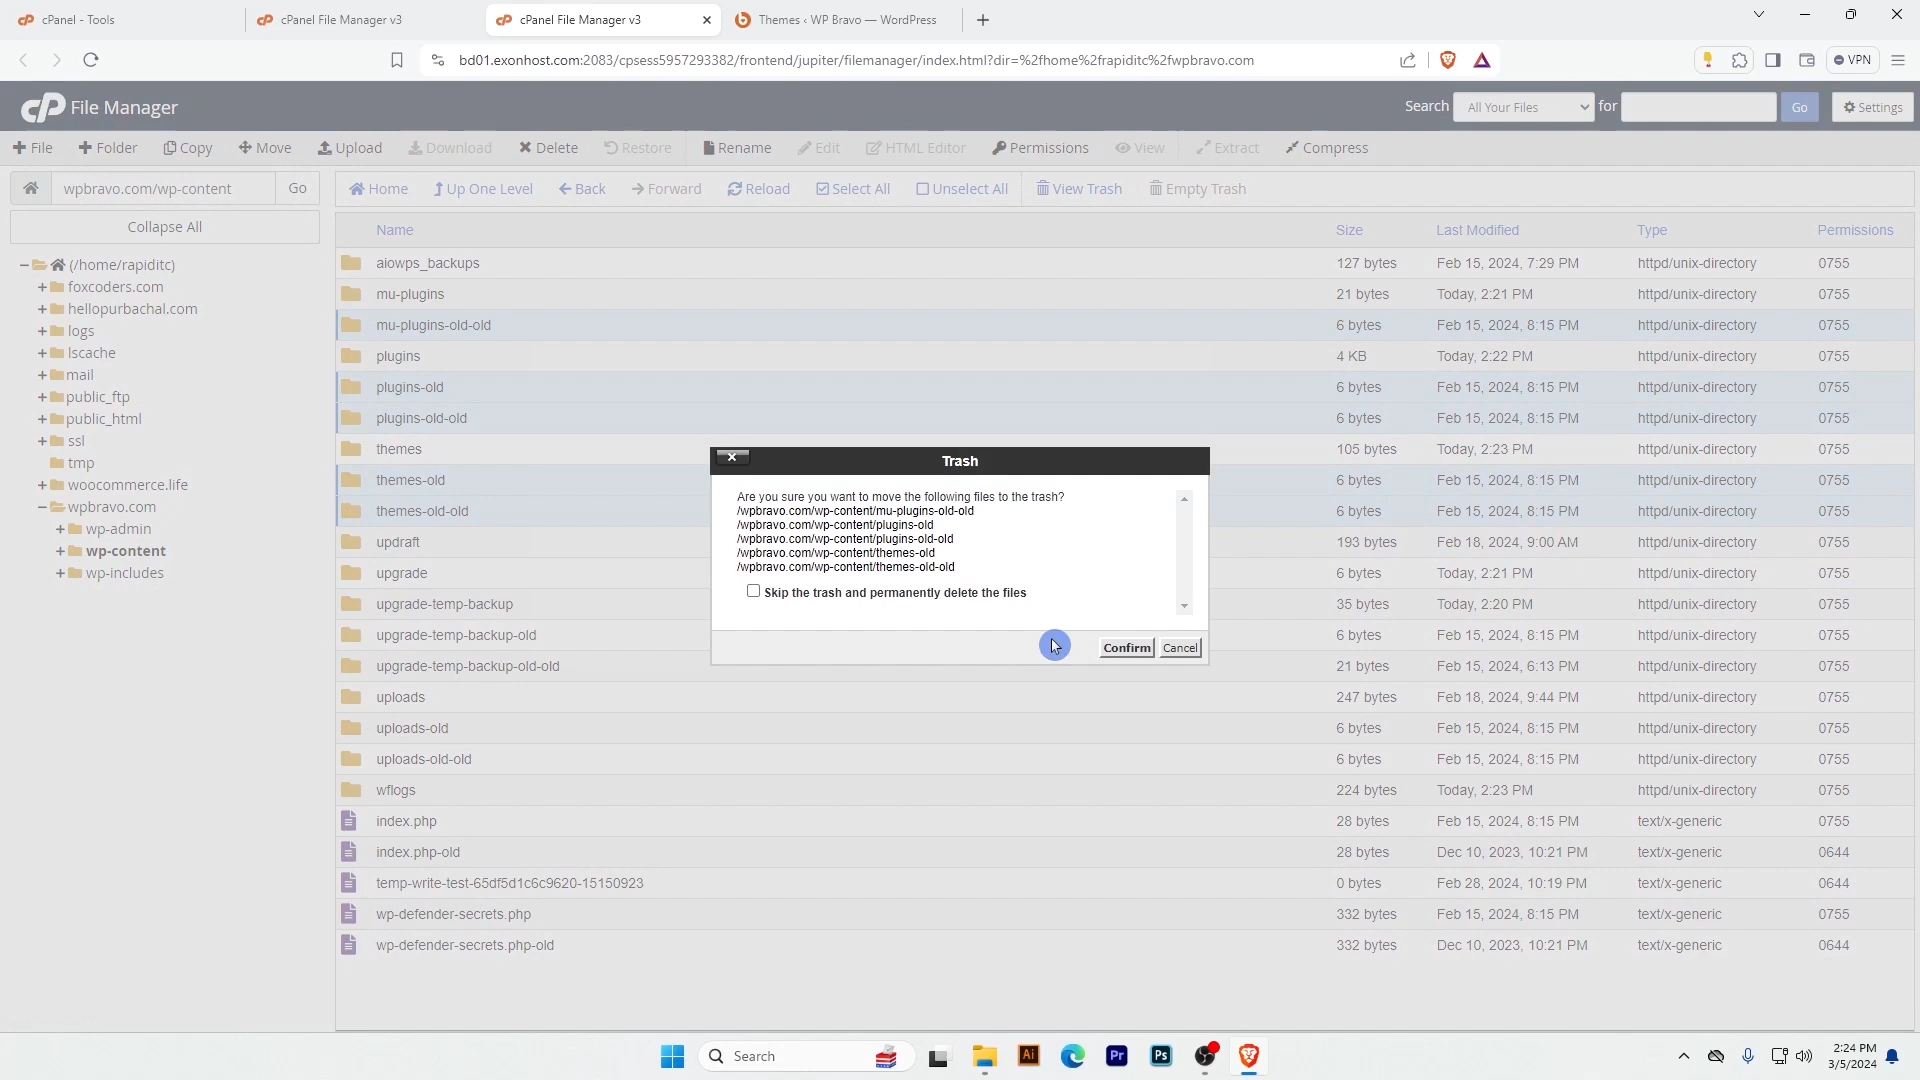 cPanel - Tools
cPanel File Manager v3
cPanel File Manager v3
Themes ‹ WP Bravo — WordPress
bd01.exonhost.com:2083/cpsess5957293382/frontend/jupiter/filemanager/index.html?dir=%2fhome%2frapiditc%2fwpbravo.com
VPN
cP File Manager
Search All Your Files for Go Settings
File Folder Copy Move Upload Download Delete Restore Rename Edit HTML Editor Permissions View Extract Compress
wpbravo.com/wp-content Go
Home Up One Level Back Forward Reload Select All Unselect All View Trash Empty Trash
Collapse All
(/home/rapiditc)
foxcoders.com
hellopurbachal.com
logs
lscache
mail
public_ftp
public_html
ssl
tmp
woocommerce.life
wpbravo.com
wp-admin
wp-content
wp-includes
Name Size Last Modified Type Permissions
aiowps_backups 127 bytes Feb 15, 2024, 7:29 PM httpd/unix-directory 0755
mu-plugins 21 bytes Today, 2:21 PM httpd/unix-directory 0755
mu-plugins-old-old 6 bytes Feb 15, 2024, 8:15 PM httpd/unix-directory 0755
plugins 4 KB Today, 2:22 PM httpd/unix-directory 0755
plugins-old 6 bytes Feb 15, 2024, 8:15 PM httpd/unix-directory 0755
plugins-old-old 6 bytes Feb 15, 2024, 8:15 PM httpd/unix-directory 0755
themes 105 bytes Today, 2:23 PM httpd/unix-directory 0755
themes-old 6 bytes Feb 15, 2024, 8:15 PM httpd/unix-directory 0755
themes-old-old 6 bytes Feb 15, 2024, 8:15 PM httpd/unix-directory 0755
updraft 193 bytes Feb 18, 2024, 9:00 AM httpd/unix-directory 0755
upgrade 6 bytes Today, 2:21 PM httpd/unix-directory 0755
upgrade-temp-backup 35 bytes Today, 2:20 PM httpd/unix-directory 0755
upgrade-temp-backup-old 6 bytes Feb 15, 2024, 8:15 PM httpd/unix-directory 0755
upgrade-temp-backup-old-old 21 bytes Feb 15, 2024, 6:13 PM httpd/unix-directory 0755
uploads 247 bytes Feb 18, 2024, 9:44 PM httpd/unix-directory 0755
uploads-old 6 bytes Feb 15, 2024, 8:15 PM httpd/unix-directory 0755
uploads-old-old 6 bytes Feb 15, 2024, 8:15 PM httpd/unix-directory 0755
wflogs 224 bytes Today, 2:23 PM httpd/unix-directory 0755
index.php 28 bytes Feb 15, 2024, 8:15 PM text/x-generic 0755
index.php-old 28 bytes Dec 10, 2023, 10:21 PM text/x-generic 0644
temp-write-test-65df5d1c6c9620-15150923 0 bytes Feb 28, 2024, 10:19 PM text/x-generic 0644
wp-defender-secrets.php 332 bytes Feb 15, 2024, 8:15 PM text/x-generic 0755
wp-defender-secrets.php-old 332 bytes Dec 10, 2023, 10:21 PM text/x-generic 0644
Trash
Are you sure you want to move the following files to the trash?
/wpbravo.com/wp-content/mu-plugins-old-old
/wpbravo.com/wp-content/plugins-old
/wpbravo.com/wp-content/plugins-old-old
/wpbravo.com/wp-content/themes-old
/wpbravo.com/wp-content/themes-old-old
Skip the trash and permanently delete the files
Confirm Cancel
Search
Ai
Pr
Ps
2:24 PM
3/5/2024